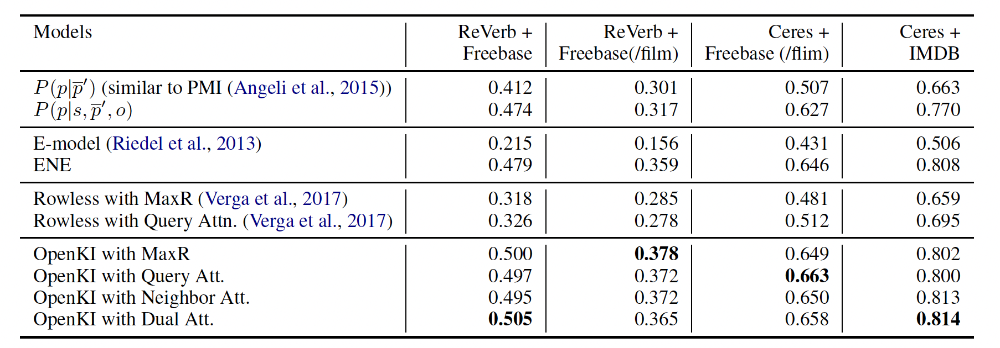 Models ReVerb + ReVerb + Ceres + Ceres +
Freebase Freebase(/film) Freebase (/flim) IMDB
P(p|p̅′) (similar to PMI (Angeli et al., 2015)) 0.412 0.301 0.507 0.663
P(p|s, p̅′, o) 0.474 0.317 0.627 0.770
E-model (Riedel et al., 2013) 0.215 0.156 0.431 0.506
ENE 0.479 0.359 0.646 0.808
Rowless with MaxR (Verga et al., 2017) 0.318 0.285 0.481 0.659
Rowless with Query Attn. (Verga et al., 2017) 0.326 0.278 0.512 0.695
OpenKI with MaxR 0.500 0.378 0.649 0.802
OpenKI with Query Att. 0.497 0.372 0.663 0.800
OpenKI with Neighbor Att. 0.495 0.372 0.650 0.813
OpenKI with Dual Att. 0.505 0.365 0.658 0.814